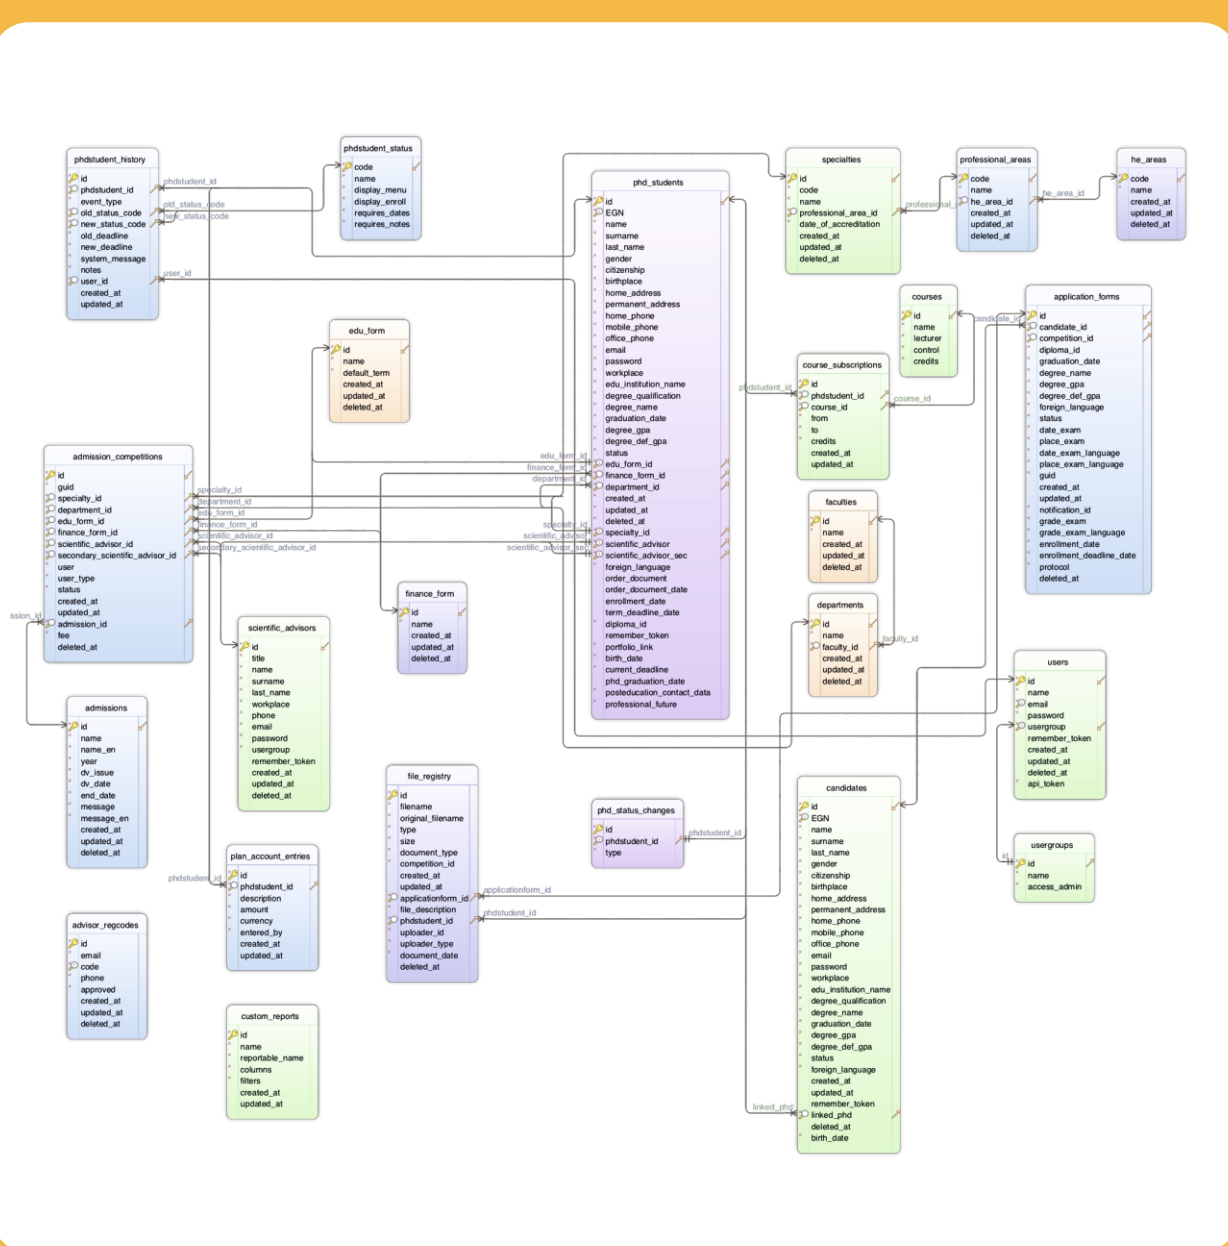 phdstudent_history
id
phdstudent_id
event_type
old_status_code
new_status_code
old_deadline
new_deadline
system_message
notes
user_id
created_at
updated_at
phdstudent_id
old_status_code
new_status_code
user_id
phdstudent_status
code
name
display_menu
display_enroll
requires_dates
requires_notes
phd_students
id
EGN
name
surname
last_name
gender
citizenship
birthplace
home_address
permanent_address
home_phone
mobile_phone
office_phone
email
password
workplace
edu_institution_name
degree_qualification
degree_name
graduation_date
degree_gpa
degree_def_gpa
status
edu_form_id
finance_form_id
department_id
created_at
updated_at
deleted_at
specialty_id
scientific_advisor
scientific_advisor_sec
foreign_language
order_document
order_document_date
enrollment_date
term_deadline_date
diploma_id
remember_token
portfolio_link
birth_date
current_deadline
phd_graduation_date
posteducation_contact_data
professional_future
edu_form_id
finance_form_id
department_id
specialty_id
scientific_advisor
scientific_advisor_sec
specialties
id
code
name
professional_area_id
date_of_accreditation
created_at
updated_at
deleted_at
professional_
professional_areas
code
name
he_area_id
created_at
updated_at
deleted_at
he_area_id
he_areas
code
name
created_at
updated_at
deleted_at
courses
id
name
lecturer
control
credits
application_forms
id
candidate_id
competition_id
diploma_id
graduation_date
degree_name
degree_gpa
degree_def_gpa
foreign_language
status
date_exam
place_exam
date_exam_language
place_exam_language
guid
created_at
updated_at
notification_id
grade_exam
grade_exam_language
enrollment_date
enrollment_deadline_date
protocol
deleted_at
candidate_id
edu_form
id
name
default_term
created_at
updated_at
deleted_at
course_subscriptions
id
phdstudent_id
course_id
from
to
credits
created_at
updated_at
phdstudent_id
course_id
admission_competitions
id
guid
specialty_id
department_id
edu_form_id
finance_form_id
scientific_advisor_id
secondary_scientific_advisor_id
user
user_type
status
created_at
updated_at
admission_id
fee
deleted_at
specialty_id
department_id
edu_form_id
finance_form_id
scientific_advisor_id
secondary_scientific_advisor_id
ssion_id
faculties
id
name
created_at
updated_at
deleted_at
finance_form
id
name
created_at
updated_at
deleted_at
departments
id
name
faculty_id
created_at
updated_at
deleted_at
faculty_id
scientific_advisors
id
title
name
surname
last_name
workplace
phone
email
password
usergroup
remember_token
created_at
updated_at
deleted_at
users
id
name
email
password
usergroup
remember_token
created_at
updated_at
deleted_at
api_token
admissions
id
name
name_en
year
dv_issue
dv_date
end_date
message
message_en
created_at
updated_at
deleted_at
file_registry
id
filename
original_filename
type
size
document_type
competition_id
created_at
updated_at
applicationform_id
file_description
phdstudent_id
uploader_id
uploader_type
document_date
deleted_at
applicationform_id
phdstudent_id
phd_status_changes
id
phdstudent_id
type
phdstudent_id
candidates
id
EGN
name
surname
last_name
gender
citizenship
birthplace
home_address
permanent_address
home_phone
mobile_phone
office_phone
email
password
workplace
edu_institution_name
degree_qualification
degree_name
graduation_date
degree_gpa
degree_def_gpa
status
foreign_language
created_at
updated_at
remember_token
linked_phd
deleted_at
birth_date
linked_phd
usergroups
id
name
access_admin
id
plan_account_entries
id
phdstudent_id
description
amount
currency
entered_by
created_at
updated_at
phdstudent_id
advisor_regcodes
id
email
code
phone
approved
created_at
updated_at
deleted_at
custom_reports
id
name
reportable_name
columns
filters
created_at
updated_at